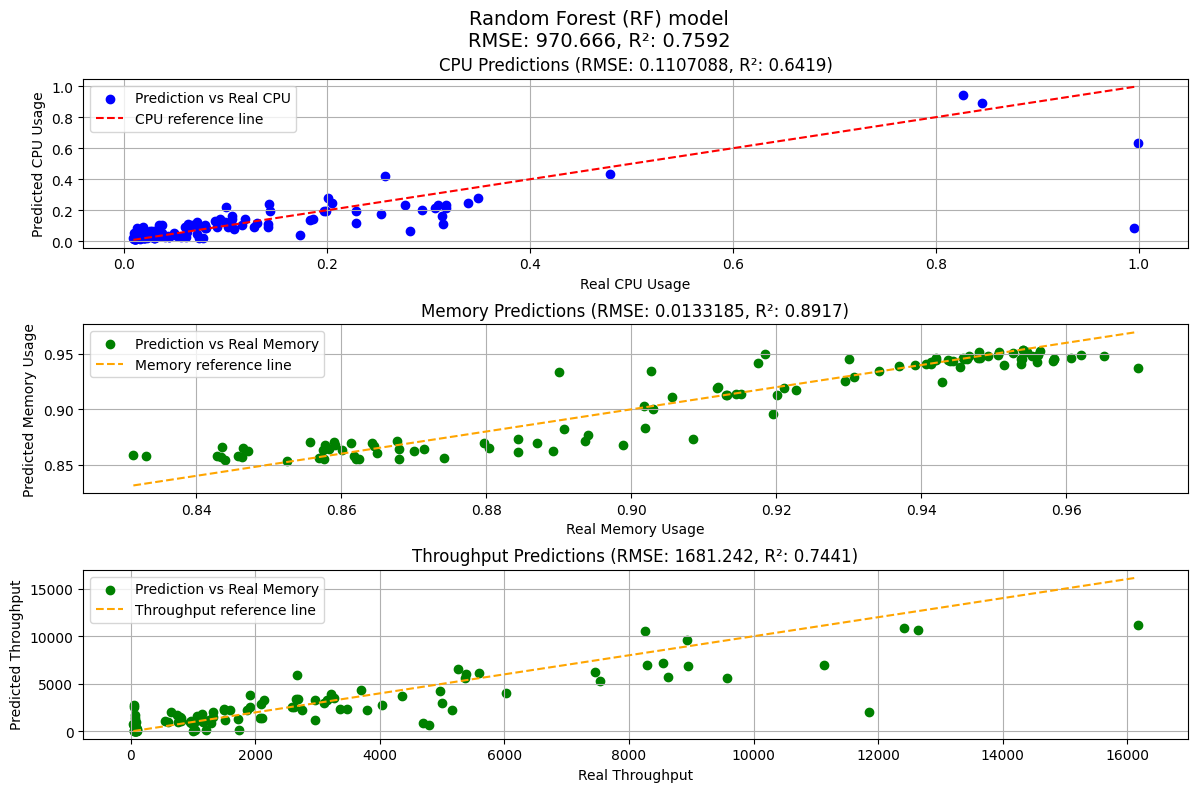 Random Forest (RF) model
RMSE: 970.666, R²: 0.7592
CPU Predictions (RMSE: 0.1107088, R²: 0.6419)
Prediction vs Real CPU
CPU reference line
Predicted CPU Usage
1.0
0.8
0.6
0.4
0.2
0.0
0.0 0.2 0.4 0.6 0.8 1.0
Real CPU Usage
Memory Predictions (RMSE: 0.0133185, R²: 0.8917)
Prediction vs Real Memory
Memory reference line
Predicted Memory Usage
0.95
0.90
0.85
0.84 0.86 0.88 0.90 0.92 0.94 0.96
Real Memory Usage
Throughput Predictions (RMSE: 1681.242, R²: 0.7441)
Prediction vs Real Memory
Throughput reference line
Predicted Throughput
15000
10000
5000
0
0 2000 4000 6000 8000 10000 12000 14000 16000
Real Throughput